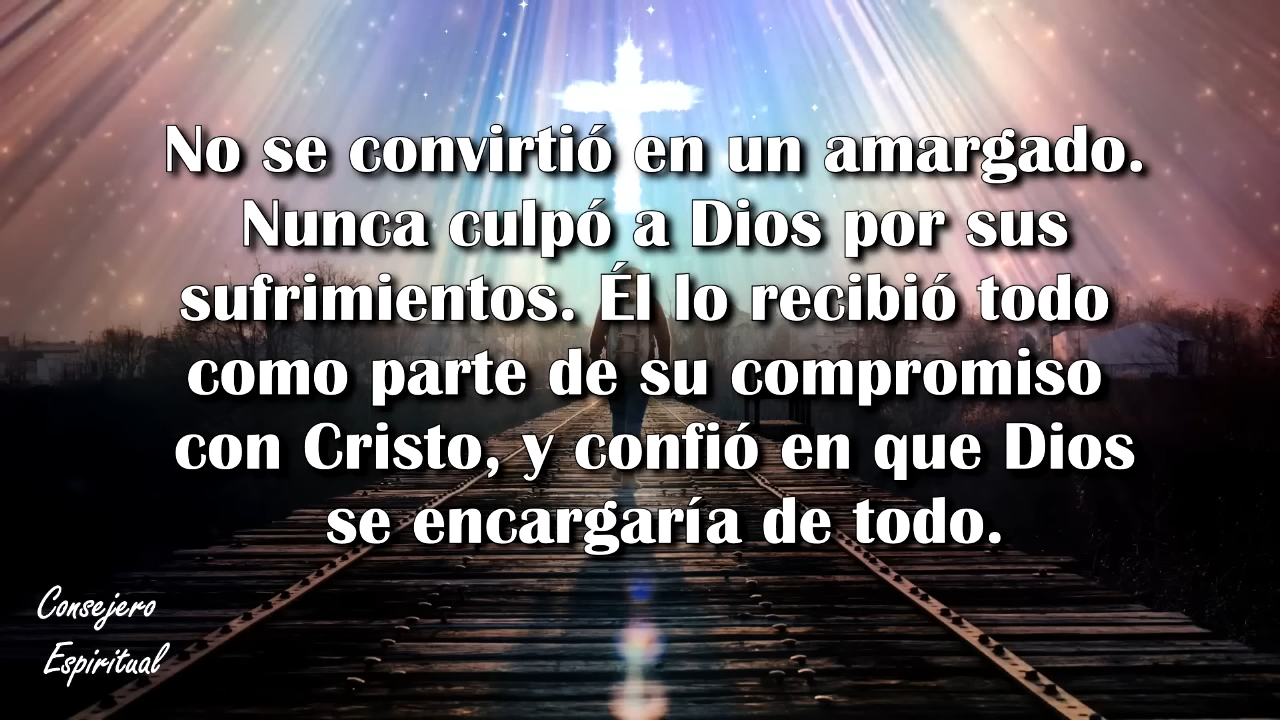 No se convirtió en un amargado.
Nunca culpó a Dios por sus
sufrimientos. Él lo recibió todo
como parte de su compromiso
con Cristo, y confió en que Dios
se encargaría de todo.
Consejero
Espiritual